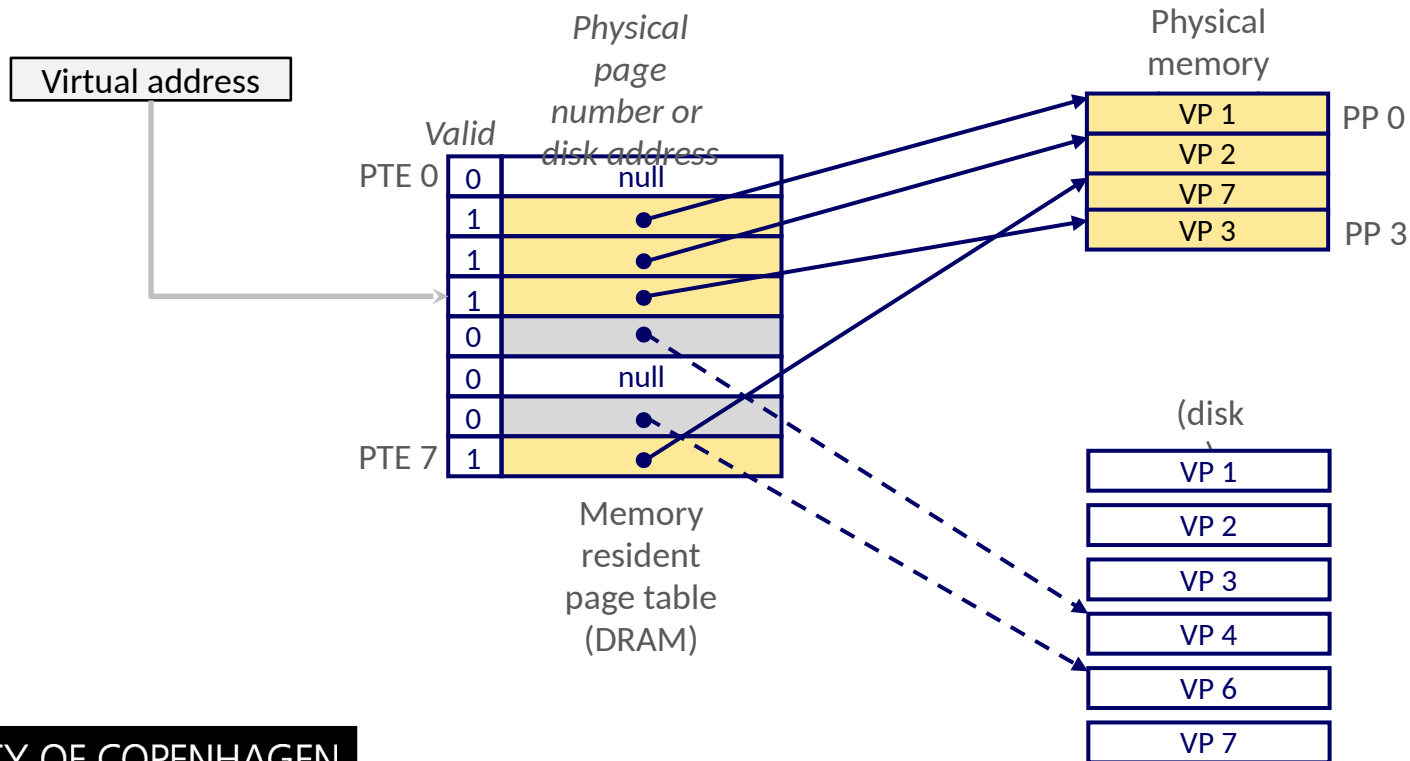 Physical
page
number or
disk address
Physical
memory
Virtual address
Valid
PTE 0
0
null
1
1
1
0
0
null
0
PTE 7
1
VP 1
PP 0
VP 2
VP 7
VP 3
PP 3
Memory
resident
page table
(DRAM)
(disk
)
VP 1
VP 2
VP 3
VP 4
VP 6
VP 7
OF COPENHAGEN